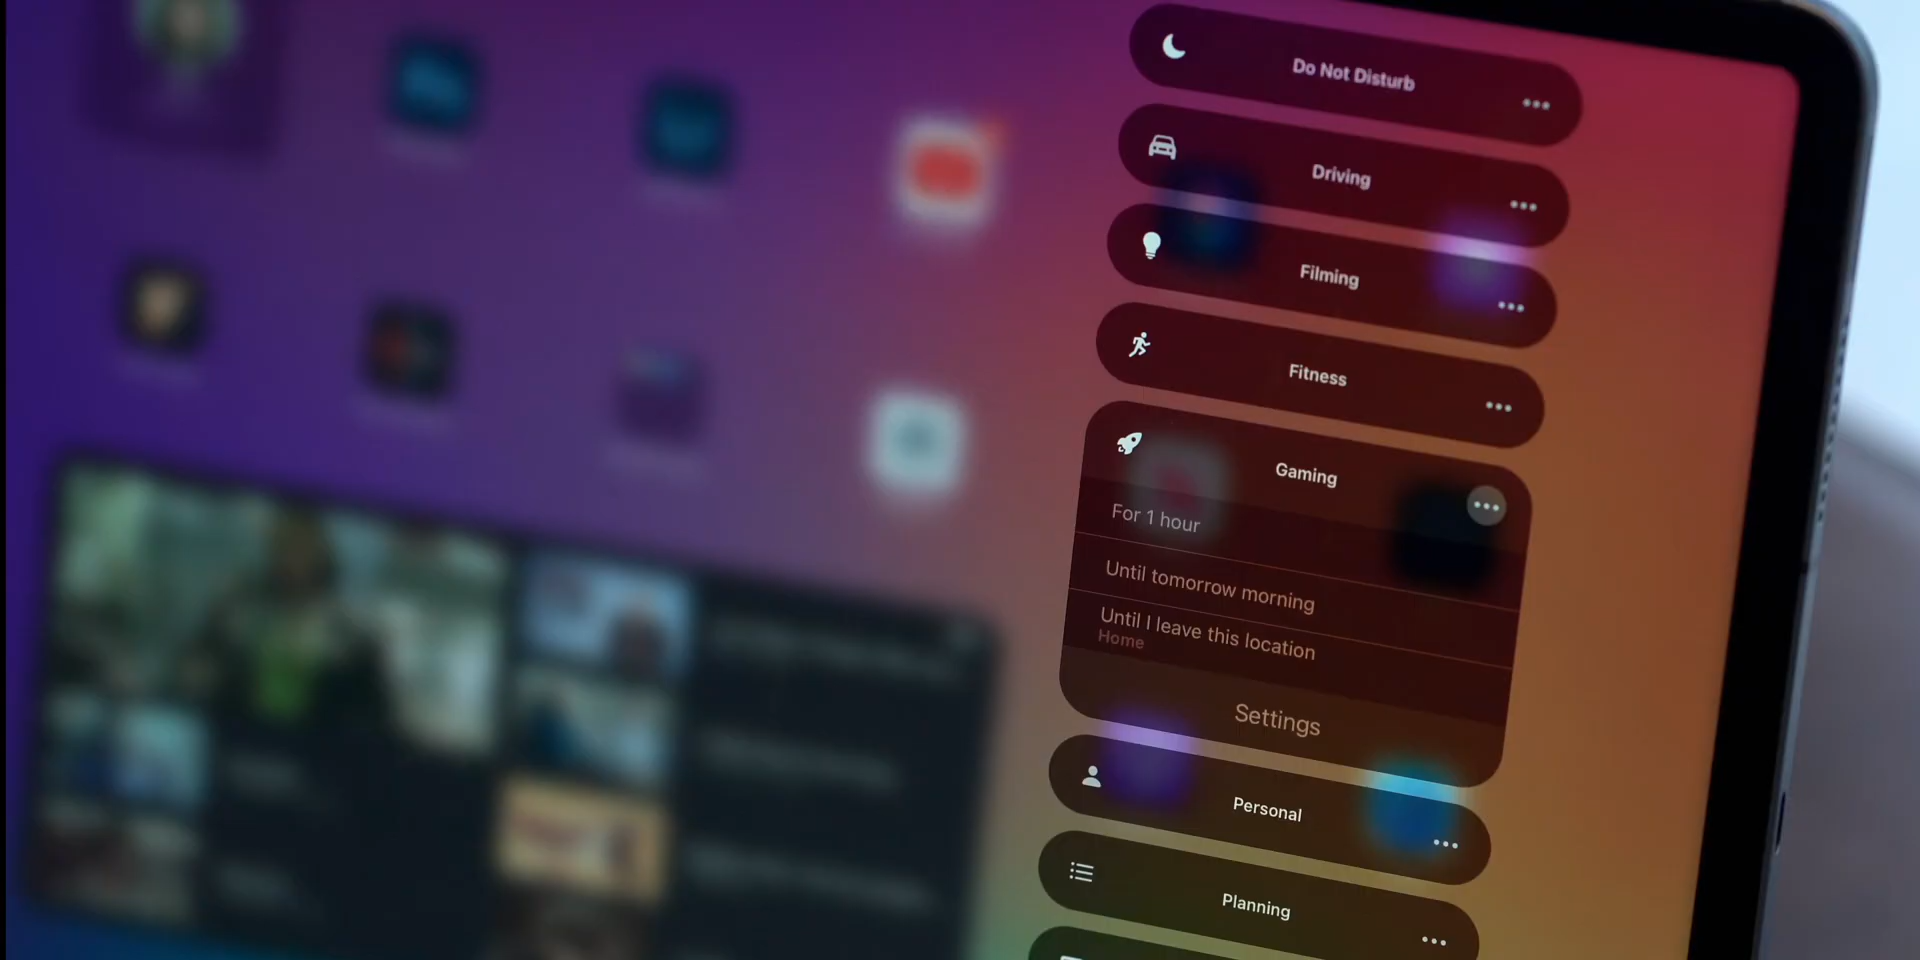 Do Not Disturb
Driving
Filming
Fitness
Gaming
For 1 hour
Until tomorrow morning
Until I leave this location
Home
Settings
Personal
Planning